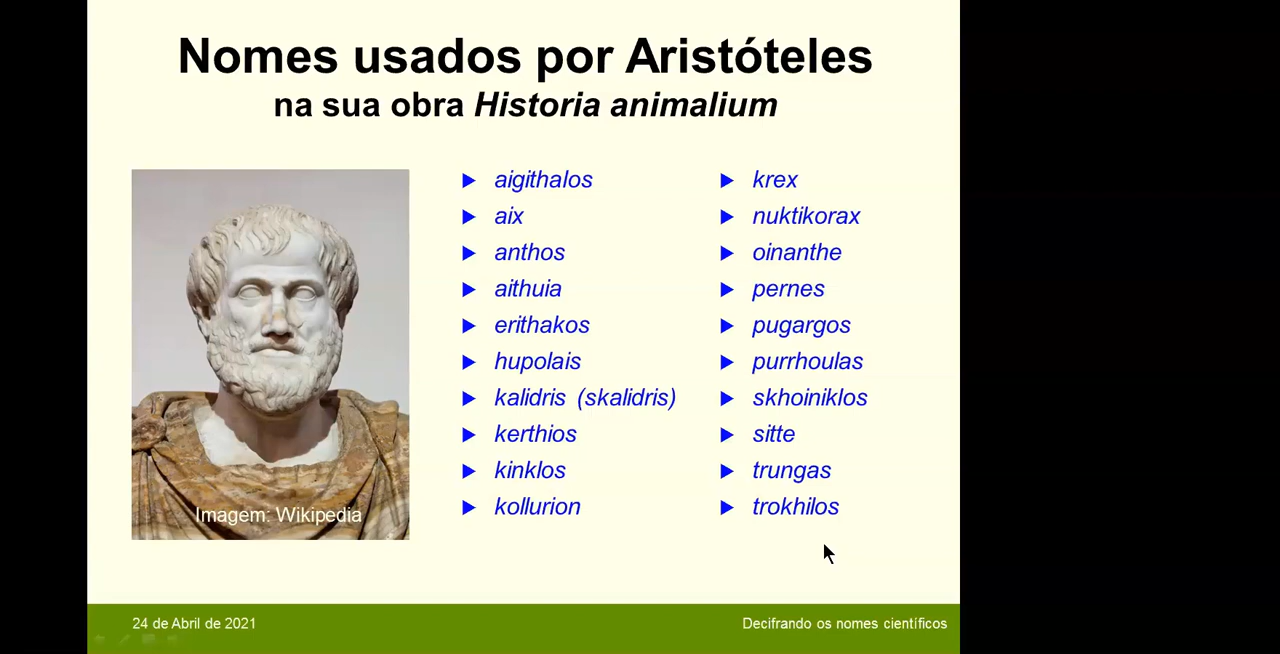 Nomes usados por Aristóteles
na sua obra Historia animalium
aigithalos
aix
anthos
aithuia
erithakos
hupolais
kalidris (skalidris)
kerthios
kinklos
kollurion
krex
nuktikorax
oinanthe
pernes
pugargos
purrhoulas
skhoiniklos
sitte
trungas
trokhilos
Imagem: Wikipedia
24 de Abril de 2021
Decifrando os nomes científicos